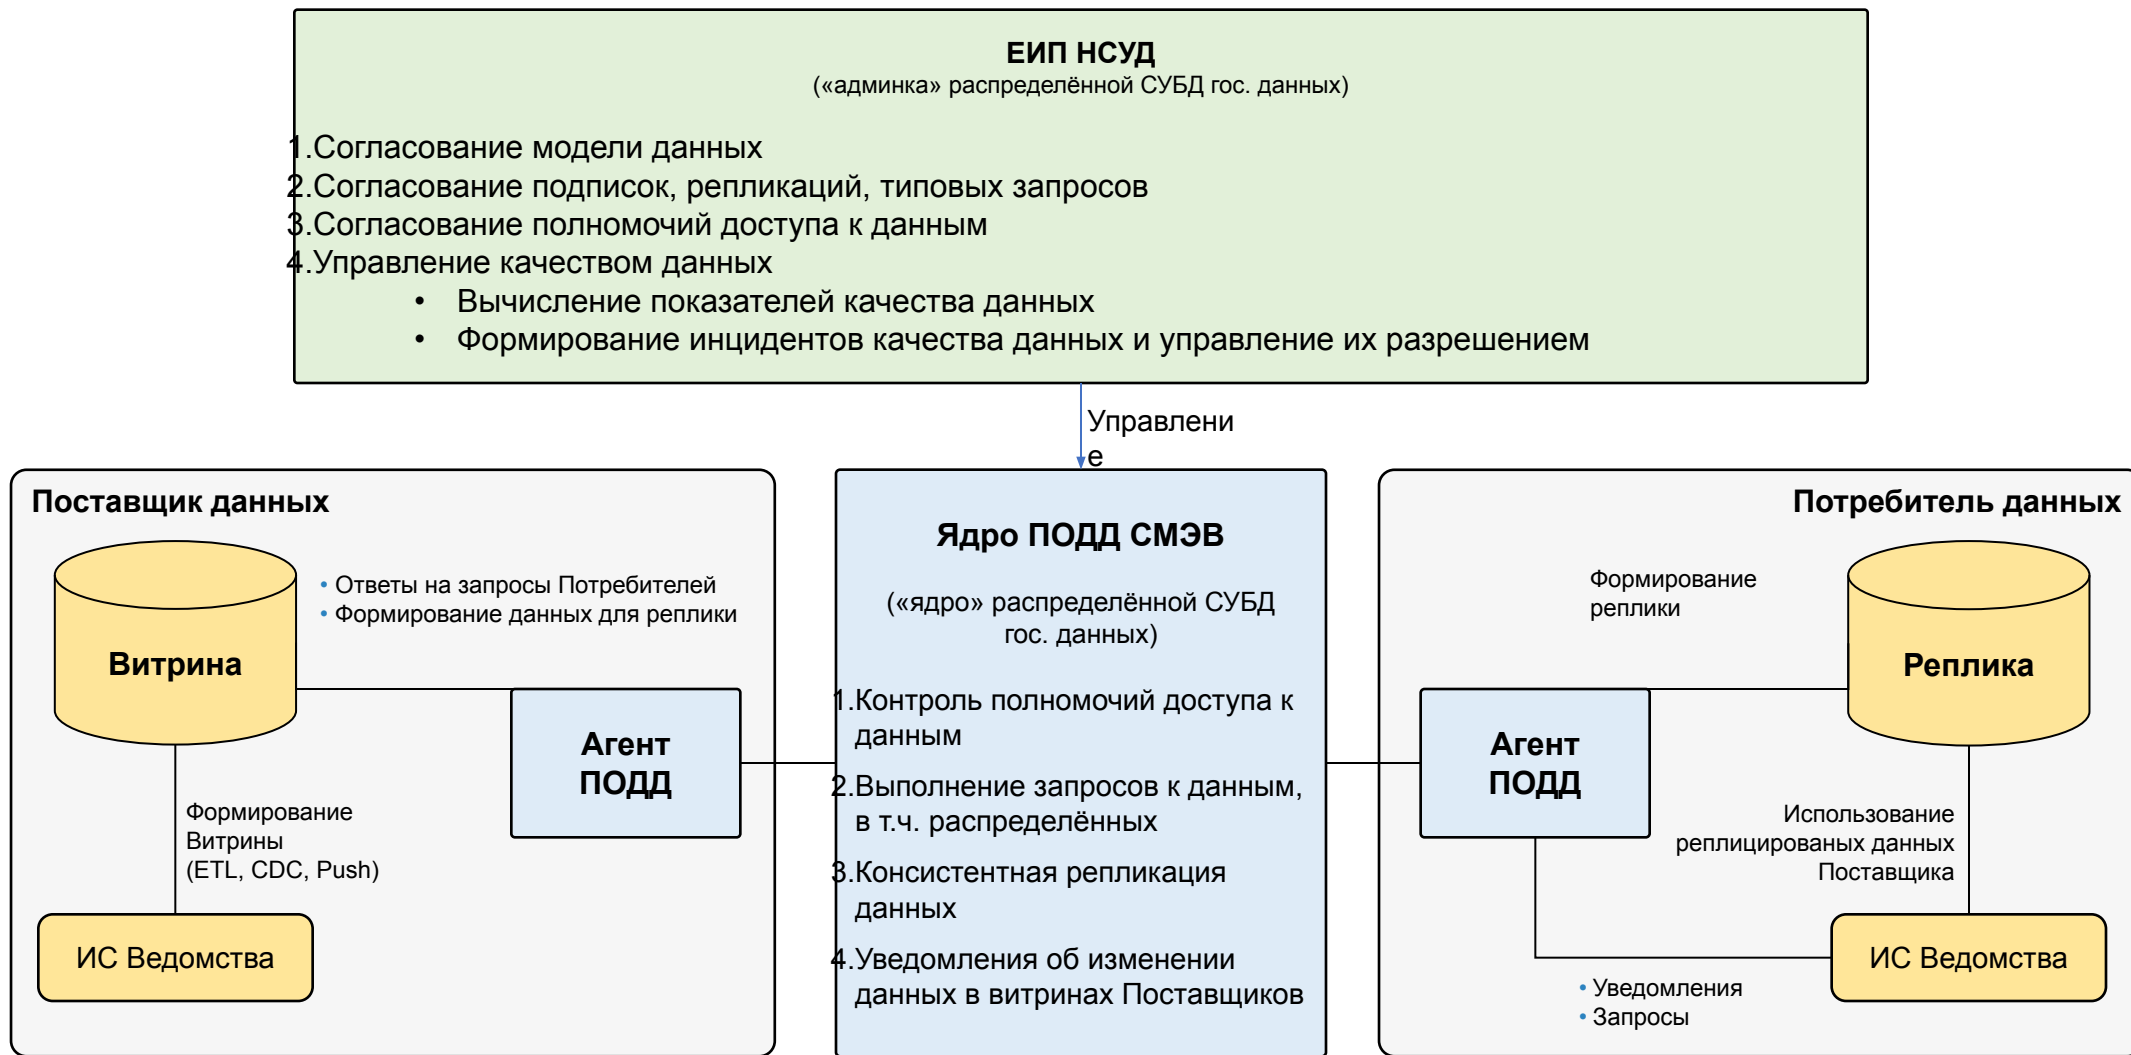 ЕИП НСУД
(«админка» распределённой СУБД гос. данных)
1.Согласование модели данных
2.Согласование подписок, репликаций, типовых запросов
3.Согласование полномочий доступа к данным
4.Управление качеством данных
• Вычисление показателей качества данных
• Формирование инцидентов качества данных и управление их разрешением
Управлени
е
Поставщик данных
Витрина
• Ответы на запросы Потребителей
• Формирование данных для реплики
Агент
ПОДД
Формирование
Витрины
(ETL, CDC, Push)
ИС Ведомства
Ядро ПОДД СМЭВ
(«ядро» распределённой СУБД
гос. данных)
1.Контроль полномочий доступа к
данным
2.Выполнение запросов к данным,
в т.ч. распределённых
3.Консистентная репликация
данных
4.Уведомления об изменении
данных в витринах Поставщиков
Потребитель данных
Формирование
реплики
Реплика
Агент
ПОДД
Использование
реплицированых данных
Поставщика
ИС Ведомства
• Уведомления
• Запросы